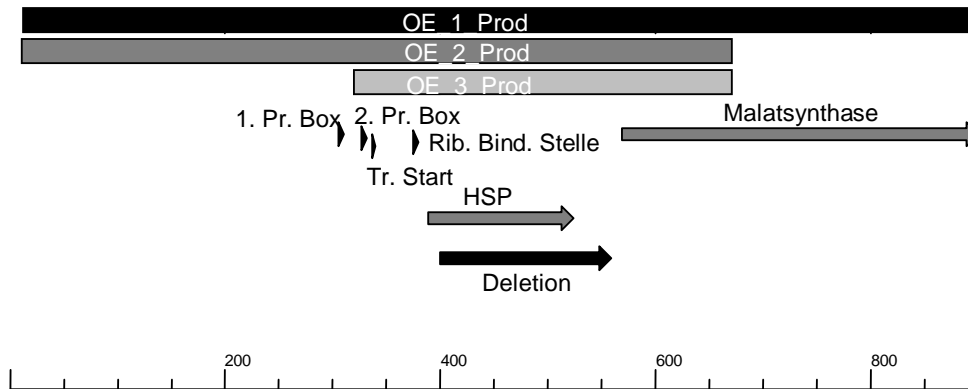 OE_1_Prod
OE_2_Prod
OE_3_Prod
1. Pr. Box
2. Pr. Box
Malatsynthase
Rib. Bind. Stelle
Tr. Start
HSP
Deletion
200 400 600 800